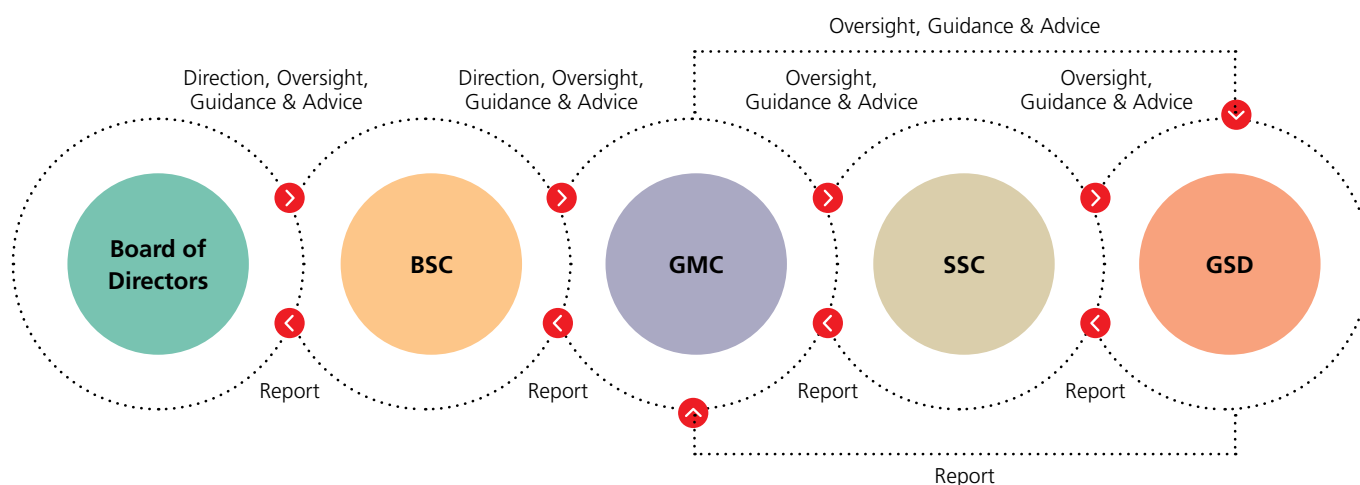 Oversight, Guidance & Advice
Direction, Oversight,
Guidance & Advice
Direction, Oversight,
Guidance & Advice
Oversight,
Guidance & Advice
Oversight,
Guidance & Advice
Board of
Directors
BSC
GMC
SSC
GSD
Report
Report
Report
Report
Report